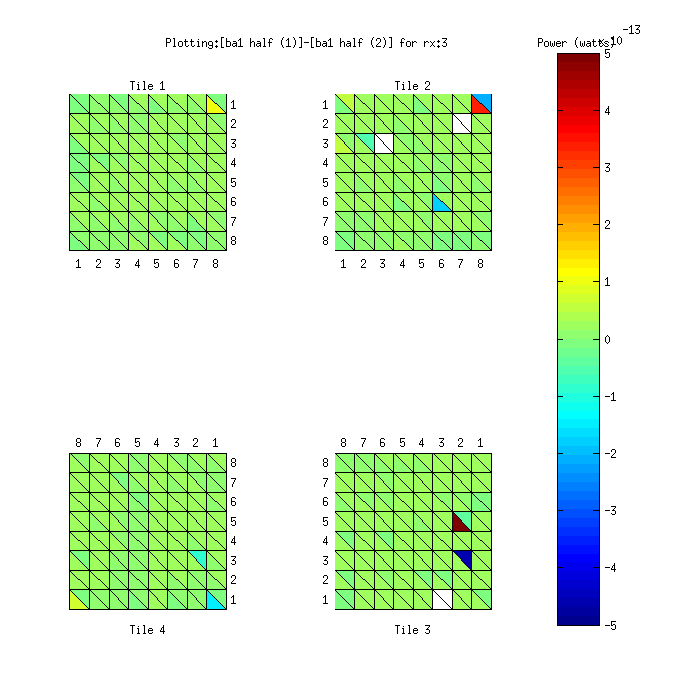 Plotting:[ba1 half (1)]-[ba1 half (2)] for rx:3
Power (watts)
x 10 -13
Tile 1
Tile 2
1 2 3 4 5 6 7 8
1 2 3 4 5 6 7 8
1 2 3 4 5 6 7 8
1 2 3 4 5 6 7 8
8 7 6 5 4 3 2 1
8 7 6 5 4 3 2 1
8 7 6 5 4 3 2 1
8 7 6 5 4 3 2 1
Tile 4
Tile 3
5
4
3
2
1
0
-1
-2
-3
-4
-5